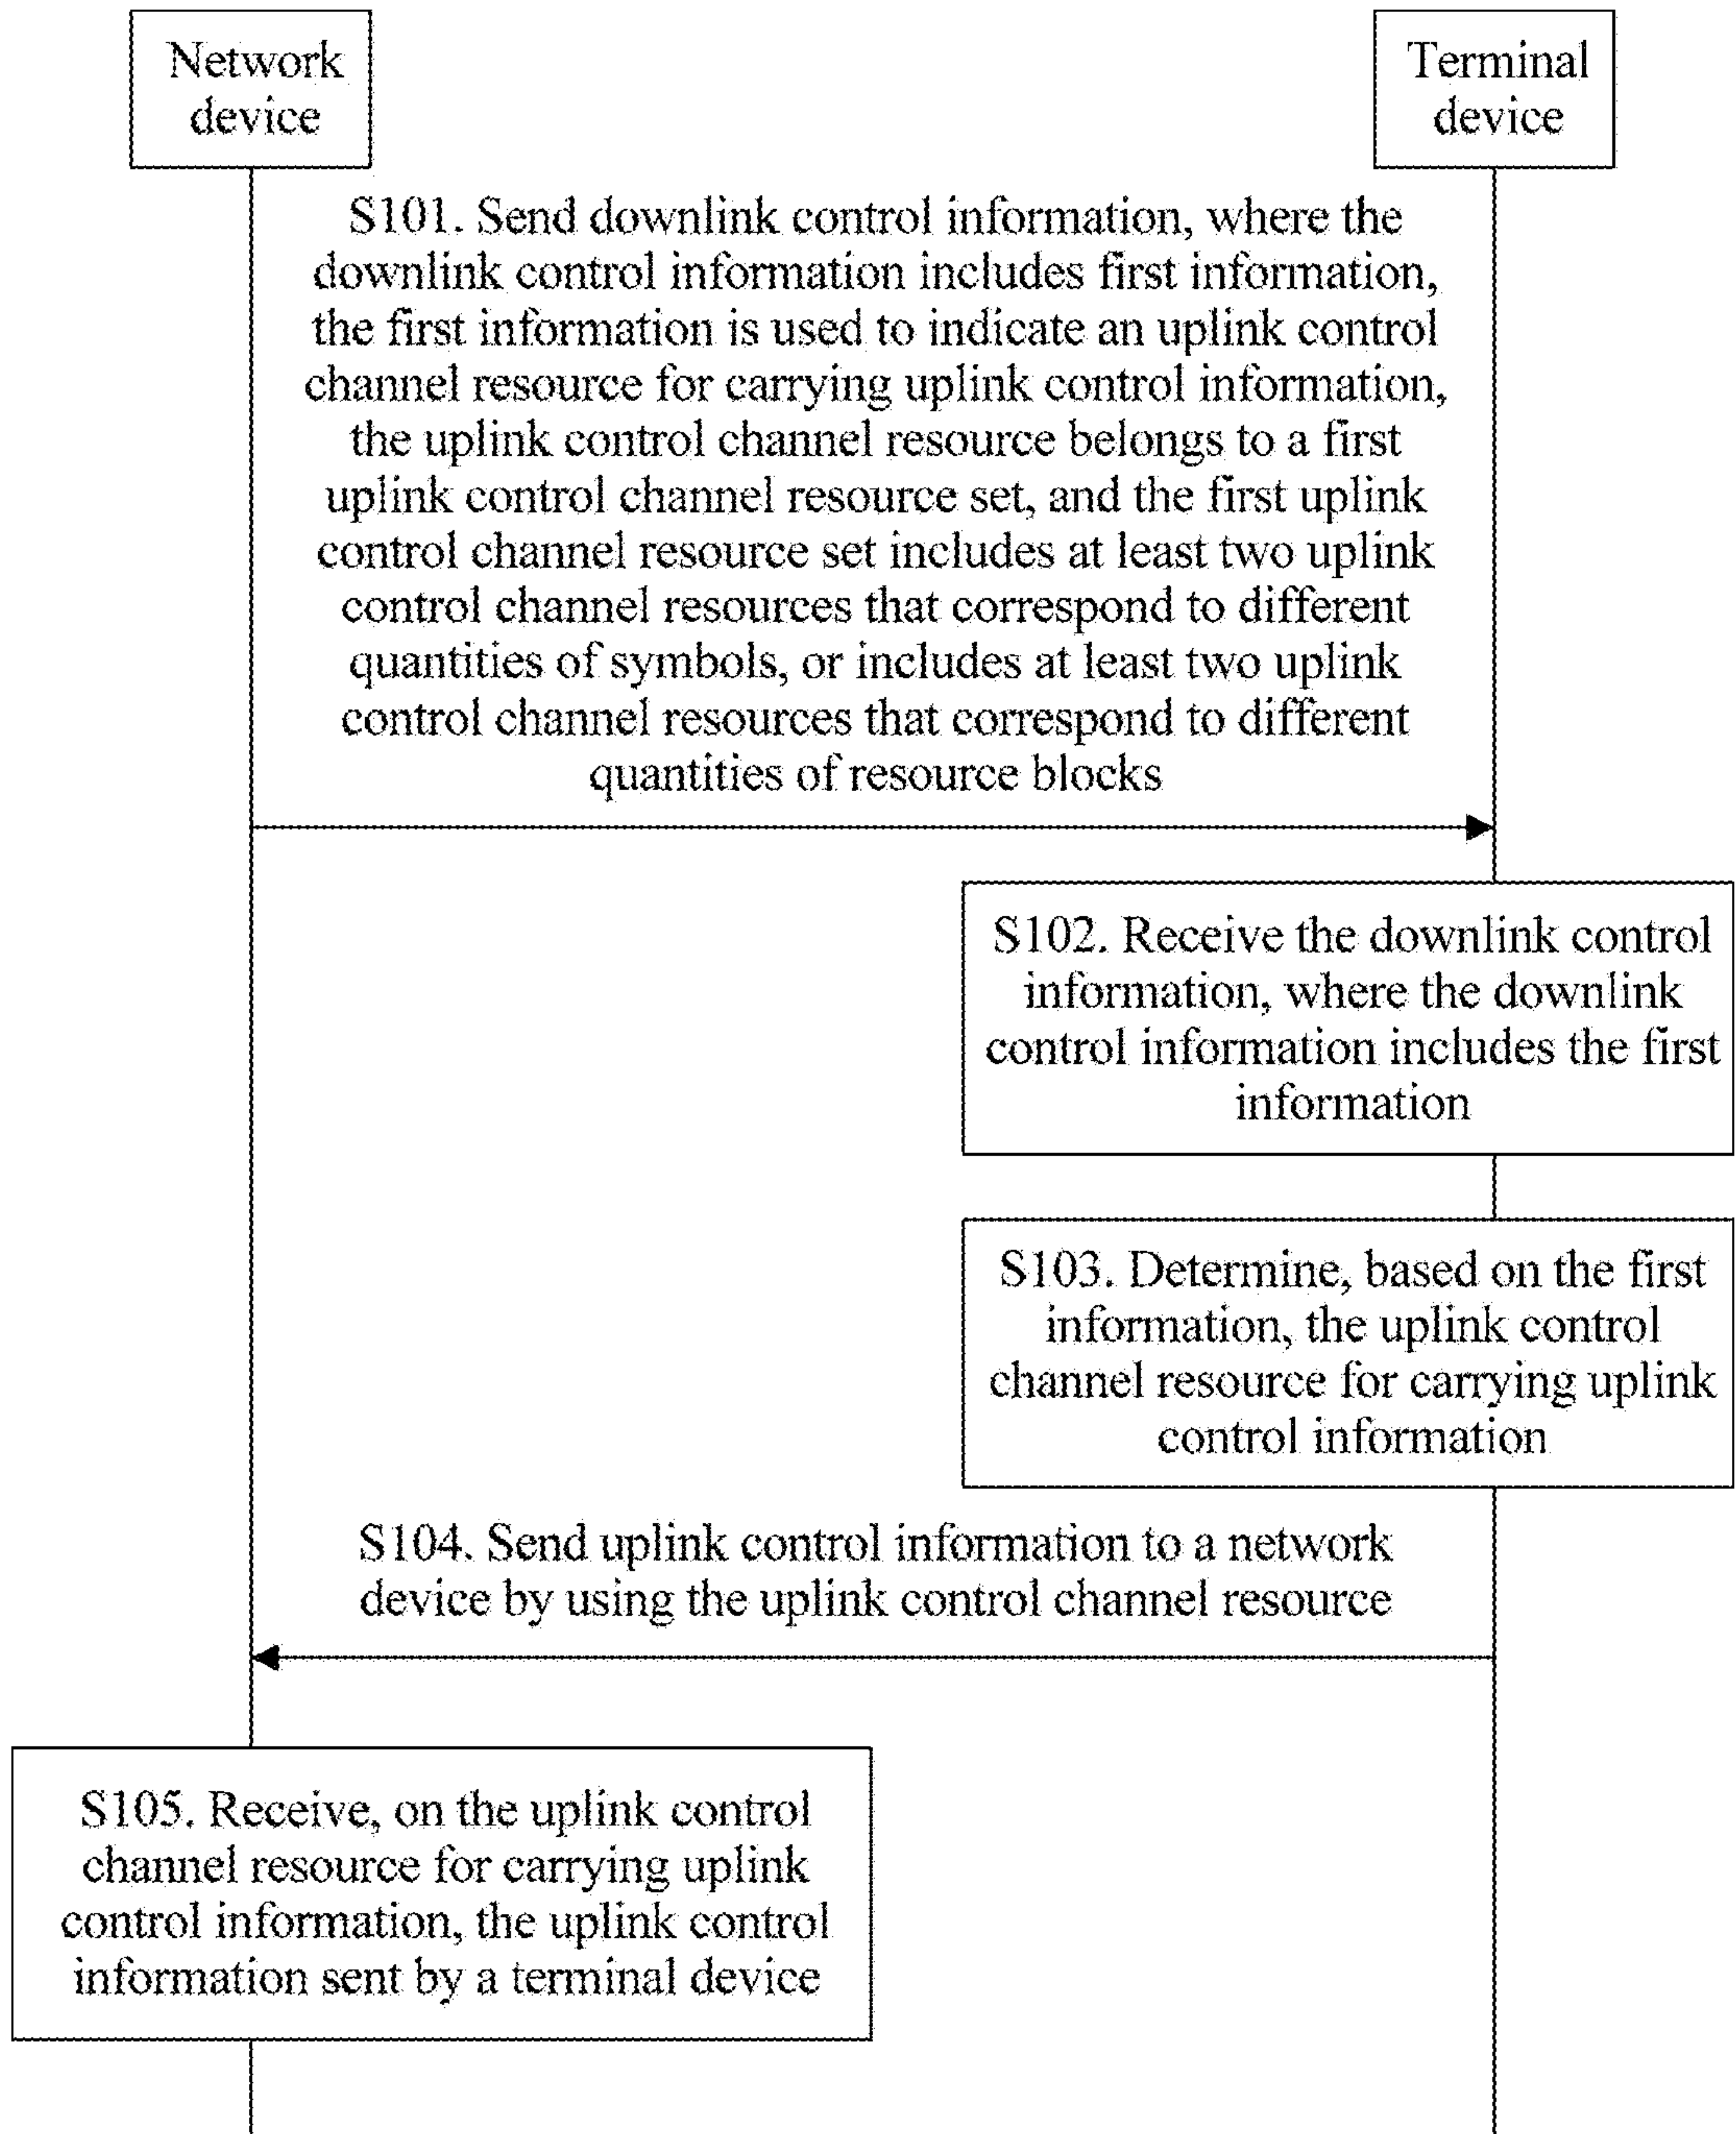 Network
device
Terminal
device
S101. Send downlink control information, where the
downlink control information includes first information,
the first information is used to indicate an uplink control
channel resource for carrying uplink control information,
the uplink control channel resource belongs to a first
uplink control channel resource set, and the first uplink
control channel resource set includes at least two uplink
control channel resources that correspond to different
quantities of symbols, or includes at least two uplink
control channel resources that correspond to different
quantities of resource blocks
S102. Receive the downlink control
information, where the downlink
control information includes the first
information
S103. Determine, based on the first
information, the uplink control
channel resource for carrying uplink
control information
S104. Send uplink control information to a network
device by using the uplink control channel resource
S105. Receive, on the uplink control
channel resource for carrying uplink
control information, the uplink control
information sent by a terminal device